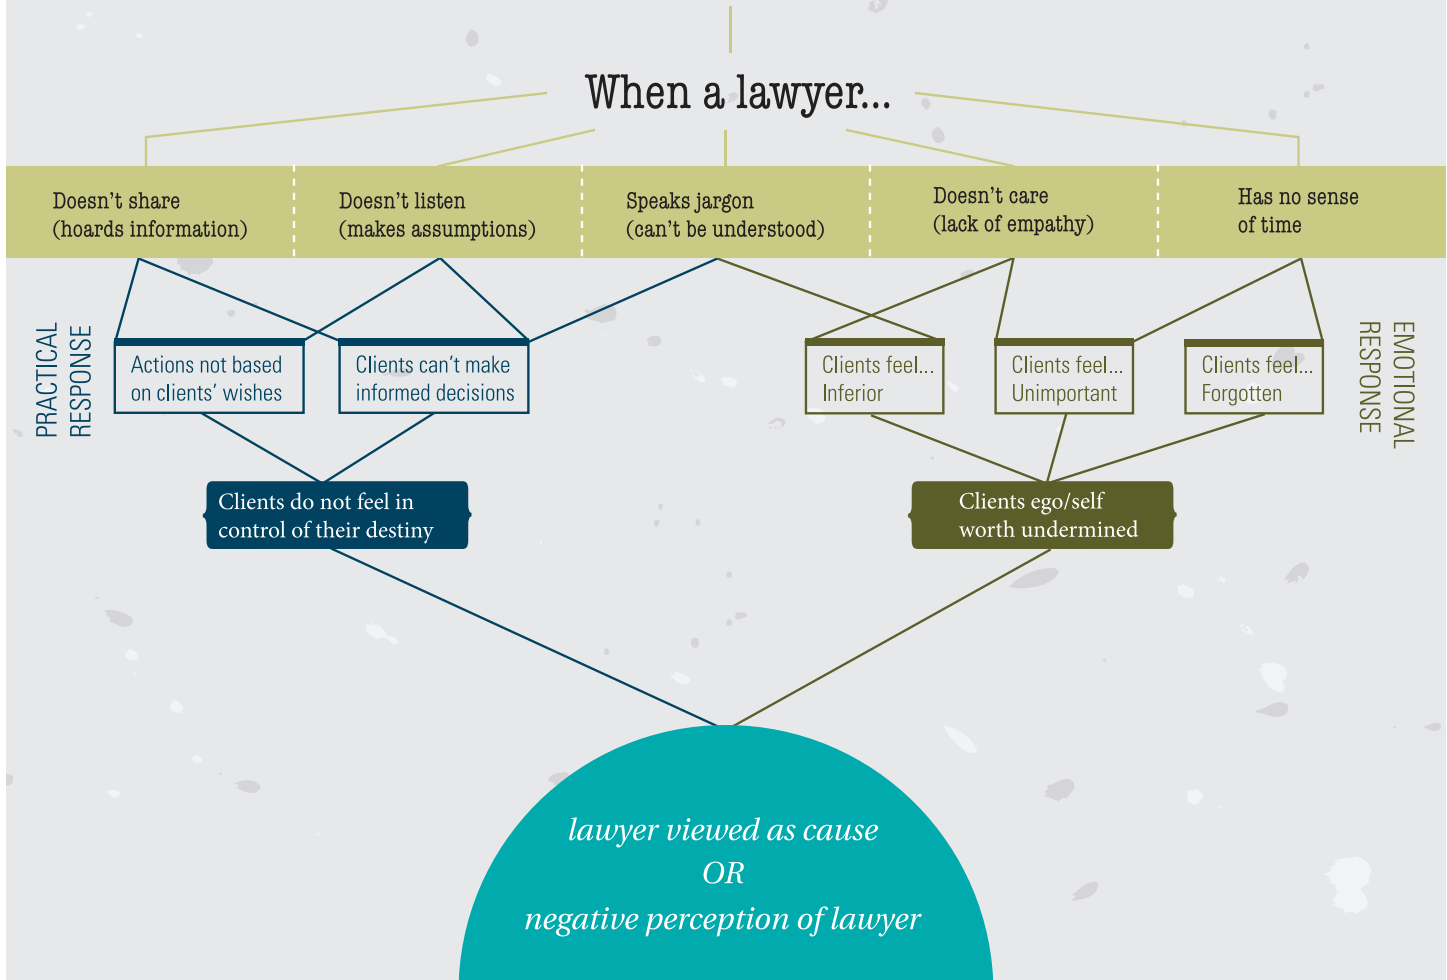 When a lawyer...
Doesn't share
(hoards information)
Doesn't listen
(makes assumptions)
Speaks jargon
(can't be understood)
Doesn't care
(lack of empathy)
Has no sense
of time
PRACTICAL
RESPONSE
Actions not based
on clients' wishes
Clients can't make
informed decisions
Clients feel...
Inferior
Clients feel...
Unimportant
Clients feel...
Forgotten
EMOTIONAL
RESPONSE
Clients do not feel in
control of their destiny
Clients ego/self
worth undermined
lawyer viewed as cause
OR
negative perception of lawyer